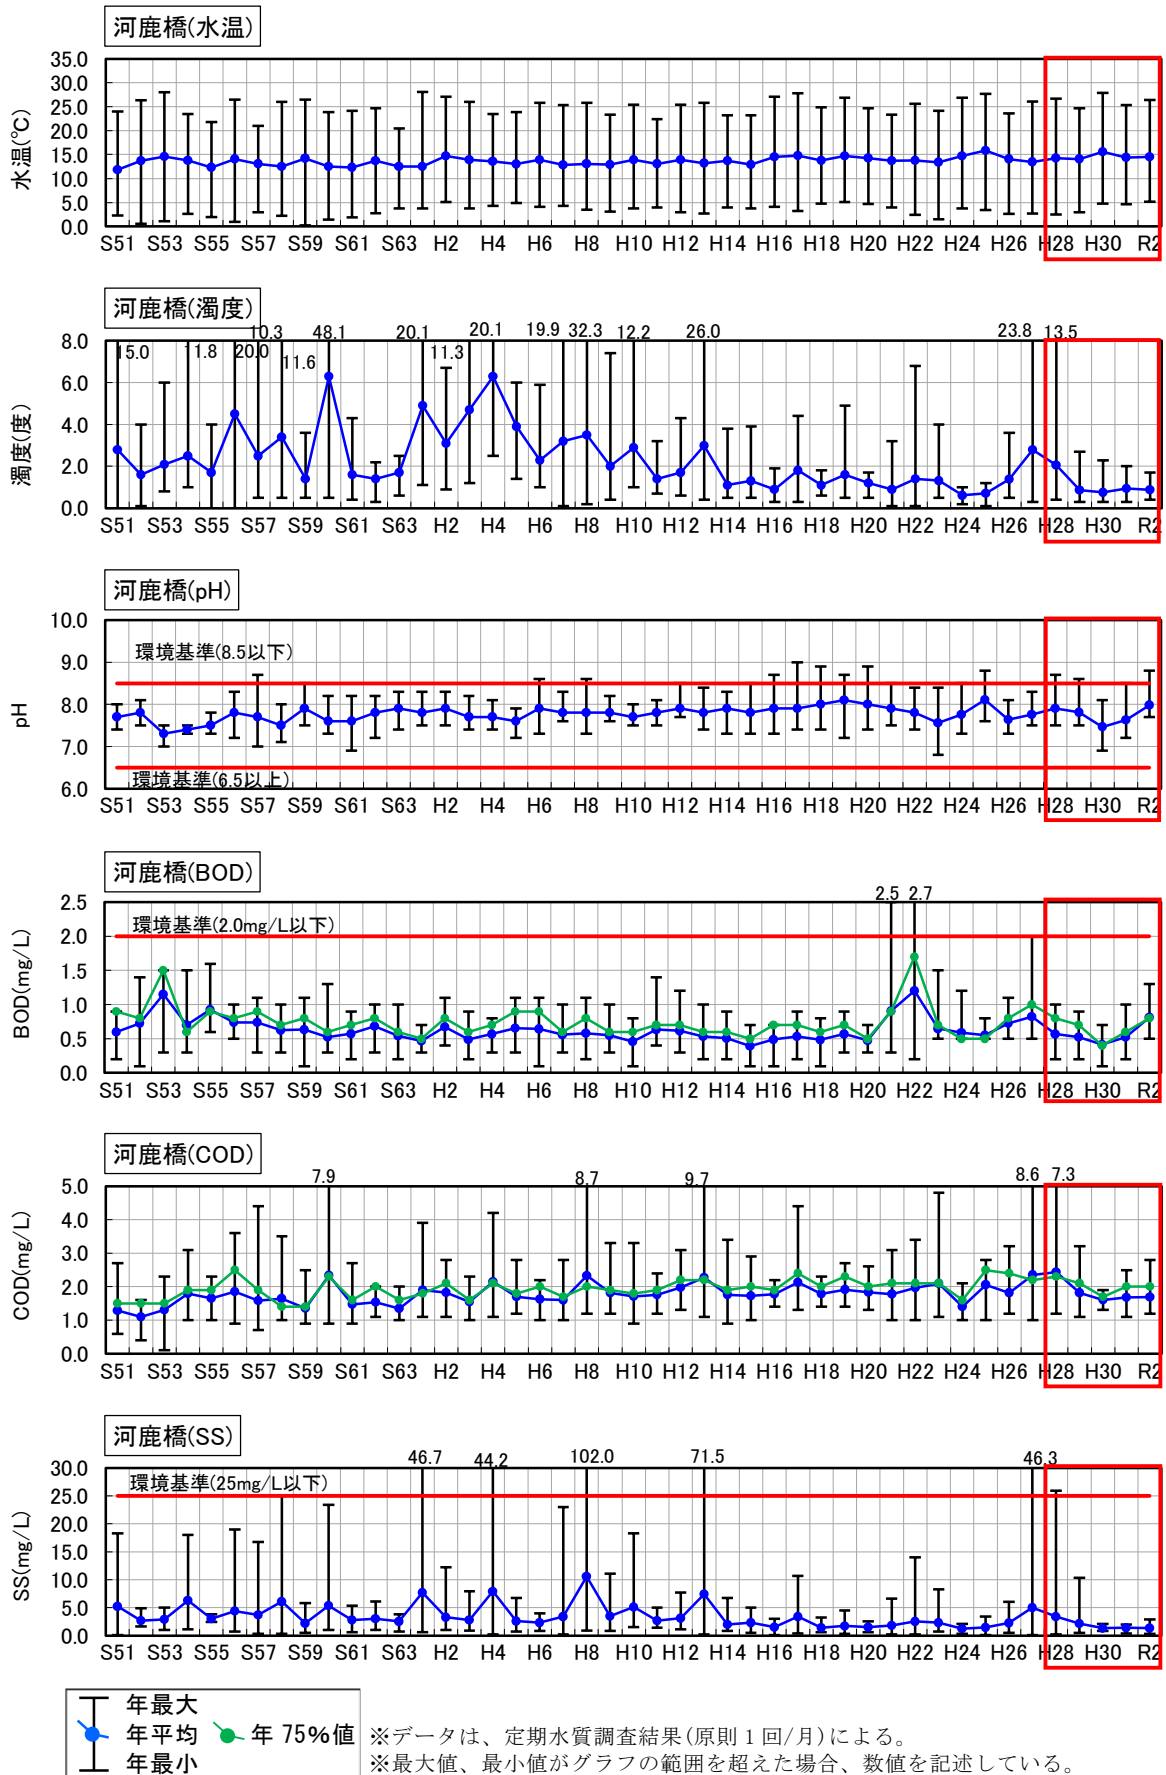 河鹿橋(水温)
35.0
30.0
25.0
20.0
15.0
10.0
5.0
0.0
水温(℃)
S51 S53 S55 S57 S59 S61 S63 H2 H4 H6 H8 H10 H12 H14 H16 H18 H20 H22 H24 H26 H28 H30 R2
河鹿橋(濁度)
15.0 11.8 20.0 10.3 11.6 48.1 20.1 11.3 20.1 19.9 32.3 12.2 26.0 23.8 13.5
8.0
6.0
4.0
2.0
0.0
濁度(度)
S51 S53 S55 S57 S59 S61 S63 H2 H4 H6 H8 H10 H12 H14 H16 H18 H20 H22 H24 H26 H28 H30 R2
河鹿橋(pH)
10.0
9.0
8.0
7.0
6.0
pH
環境基準(8.5以下)
環境基準(6.5以上)
S51 S53 S55 S57 S59 S61 S63 H2 H4 H6 H8 H10 H12 H14 H16 H18 H20 H22 H24 H26 H28 H30 R2
河鹿橋(BOD)
2.5 2.7
2.5
2.0
1.5
1.0
0.5
0.0
BOD(mg/L)
環境基準(2.0mg/L以下)
S51 S53 S55 S57 S59 S61 S63 H2 H4 H6 H8 H10 H12 H14 H16 H18 H20 H22 H24 H26 H28 H30 R2
河鹿橋(COD)
7.9 8.7 9.7 8.6 7.3
5.0
4.0
3.0
2.0
1.0
0.0
COD(mg/L)
S51 S53 S55 S57 S59 S61 S63 H2 H4 H6 H8 H10 H12 H14 H16 H18 H20 H22 H24 H26 H28 H30 R2
河鹿橋(SS)
46.7 44.2 102.0 71.5 46.3
30.0
25.0
20.0
15.0
10.0
5.0
0.0
SS(mg/L)
環境基準(25mg/L以下)
S51 S53 S55 S57 S59 S61 S63 H2 H4 H6 H8 H10 H12 H14 H16 H18 H20 H22 H24 H26 H28 H30 R2
年最大
年平均 年 75%値
年最小
※データは、定期水質調査結果(原則1回/月)による。
※最大値、最小値がグラフの範囲を超えた場合、数値を記述している。